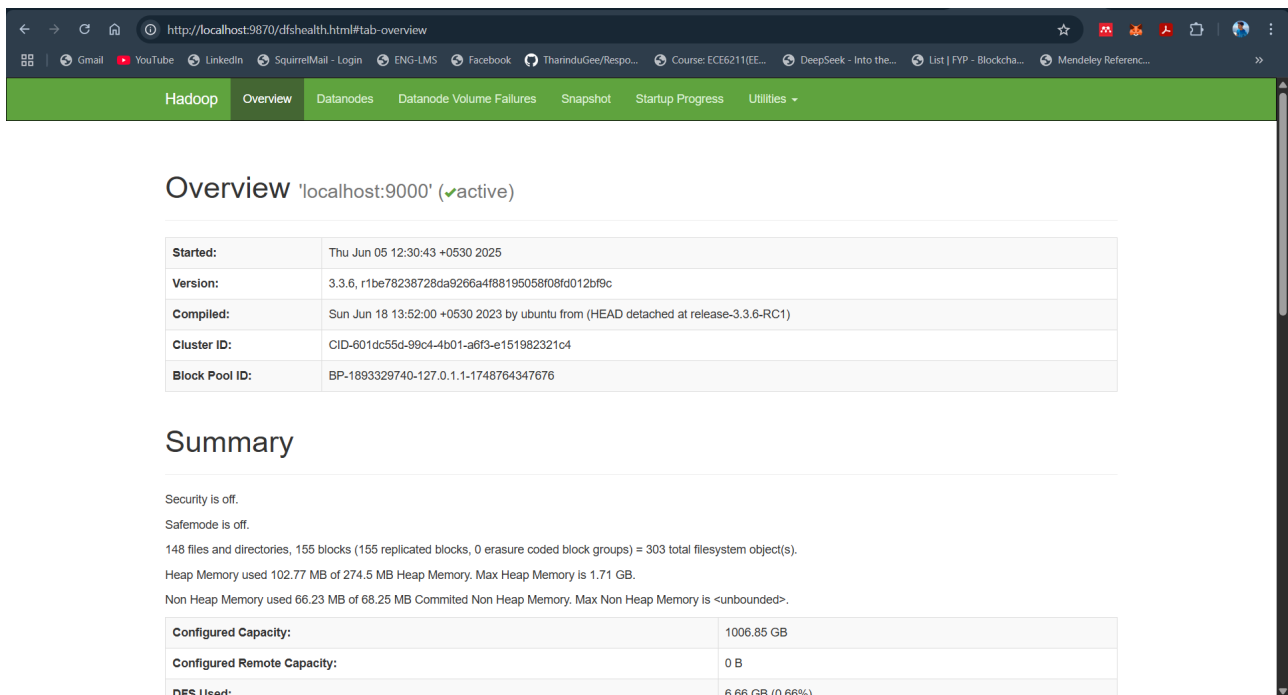 http://localhost:9870/dfshealth.html#tab-overview
Gmail YouTube LinkedIn SquirrelMail - Login ENG-LMS Facebook TharinduGee/Respo... Course: ECE6211(EE... DeepSeek - Into the... List | FYP - Blockcha... Mendeley Referenc... »
Hadoop Overview Datanodes Datanode Volume Failures Snapshot Startup Progress Utilities
Overview 'localhost:9000' (✔active)
Started: Thu Jun 05 12:30:43 +0530 2025
Version: 3.3.6, r1be78238728da9266a4f88195058f08fd012bf9c
Compiled: Sun Jun 18 13:52:00 +0530 2023 by ubuntu from (HEAD detached at release-3.3.6-RC1)
Cluster ID: CID-601dc55d-99c4-4b01-a6f3-e151982321c4
Block Pool ID: BP-1893329740-127.0.1.1-1748764347676
Summary
Security is off.
Safemode is off.
148 files and directories, 155 blocks (155 replicated blocks, 0 erasure coded block groups) = 303 total filesystem object(s).
Heap Memory used 102.77 MB of 274.5 MB Heap Memory. Max Heap Memory is 1.71 GB.
Non Heap Memory used 66.23 MB of 68.25 MB Commited Non Heap Memory. Max Non Heap Memory is <unbounded>.
Configured Capacity: 1006.85 GB
Configured Remote Capacity: 0 B
DFS Used: 6.66 GB (0.66%)